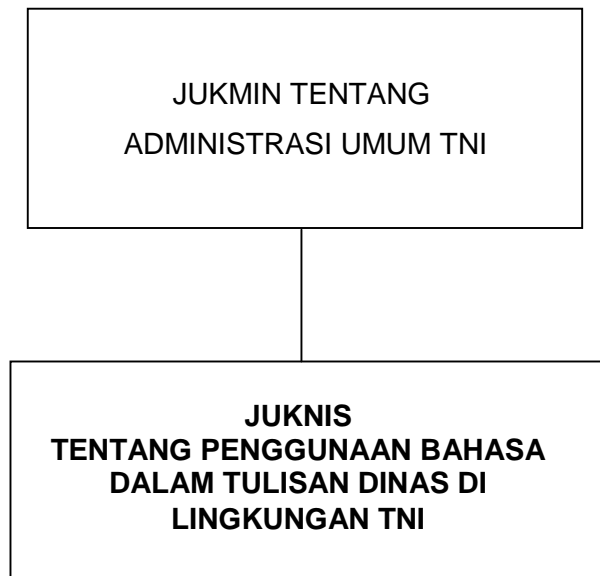 JUKMIN TENTANG
ADMINISTRASI UMUM TNI
JUKNIS
TENTANG PENGGUNAAN BAHASA
DALAM TULISAN DINAS DI
LINGKUNGAN TNI